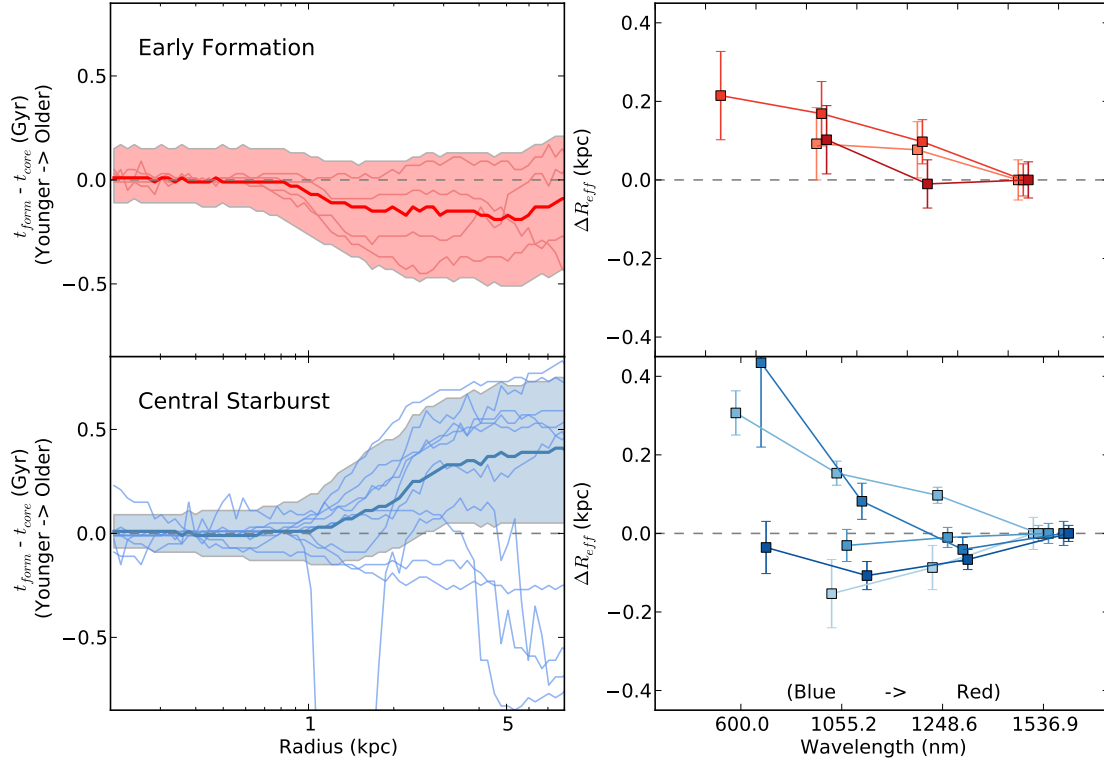 Early Formation
0.5
0.0
−0.5
t_form - t_core (Gyr)
(Younger -> Older)
0.4
0.2
0.0
−0.2
−0.4
ΔR_eff (kpc)
Central Starburst
0.5
0.0
−0.5
t_form - t_core (Gyr)
(Younger -> Older)
1 5
Radius (kpc)
0.4
0.2
0.0
−0.2
−0.4
ΔR_eff (kpc)
(Blue -> Red)
600.0 1055.2 1248.6 1536.9
Wavelength (nm)